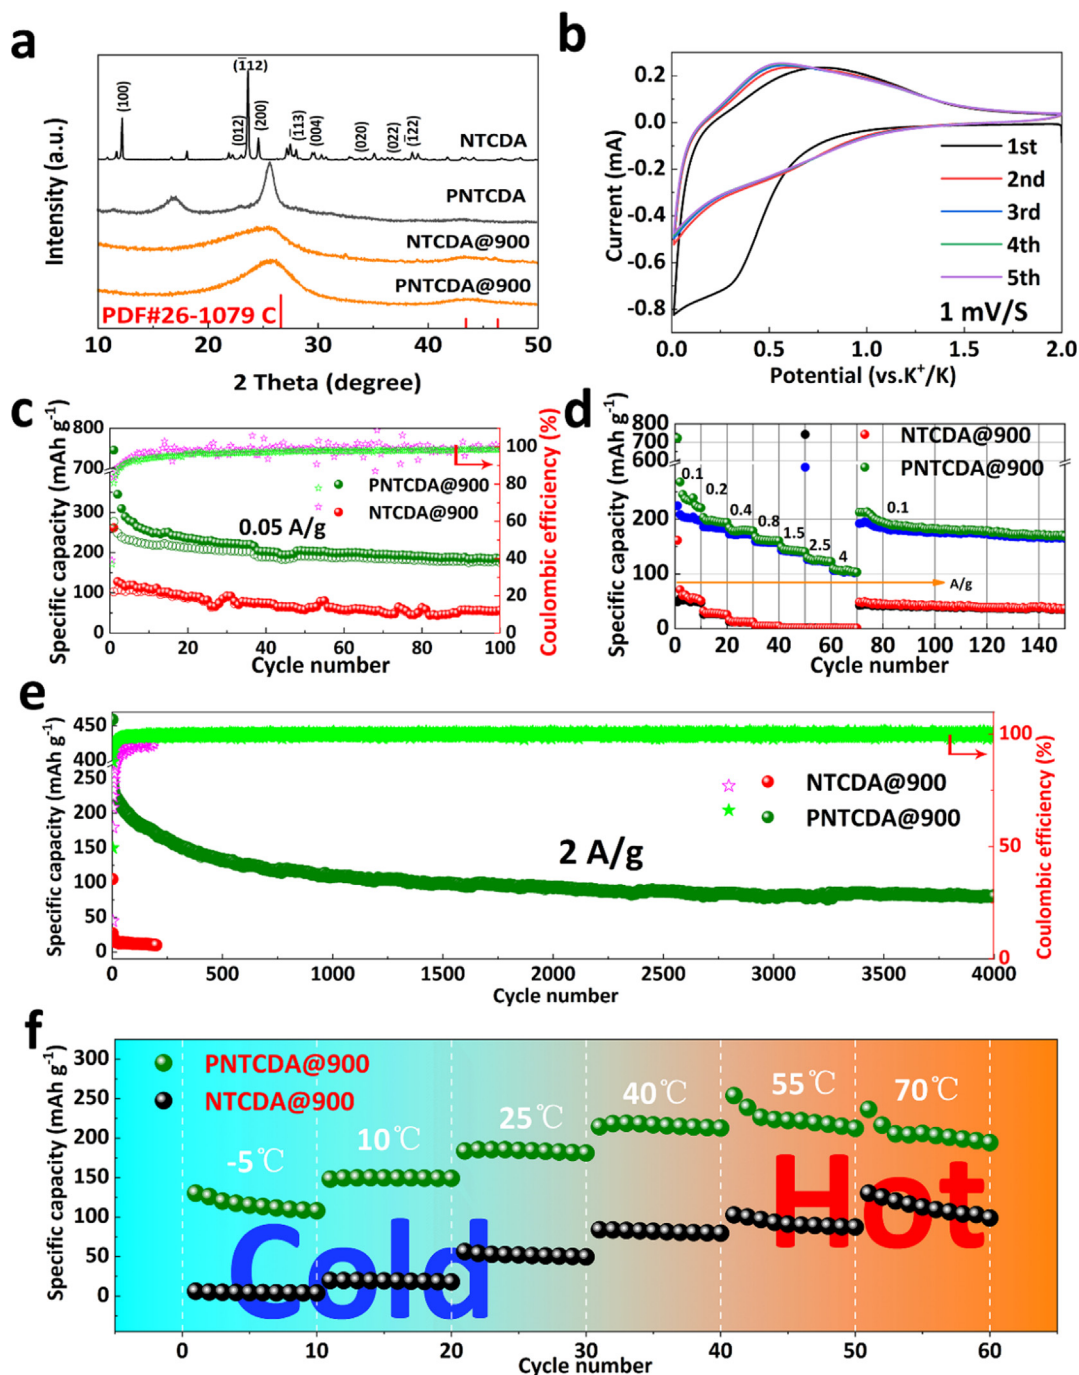 a
Intensity (a.u.)
(100)
(012)
(1̅12)
(200)
(1̅13)
(004)
(020)
(022)
(1̅22)
NTCDA
PNTCDA
NTCDA@900
PNTCDA@900
PDF#26-1079 C
10 20 30 40 50
2 Theta (degree)
b
Current (mA)
0.2
0.0
-0.2
-0.4
-0.6
-0.8
1st
2nd
3rd
4th
5th
1 mV/S
0.0 0.5 1.0 1.5 2.0
Potential (vs.K⁺/K)
c
Specific capacity (mAh g⁻¹)
800
700
400
300
200
100
0
PNTCDA@900
NTCDA@900
0.05 A/g
100
80
60
40
20
0
Coulombic efficiency (%)
0 20 40 60 80 100
Cycle number
d
Specific capacity (mAh g⁻¹)
800
700
600
200
100
0
NTCDA@900
PNTCDA@900
0.1
0.2
0.4
0.8
1.5
2.5
4
0.1
A/g
0 20 40 60 80 100 120 140
Cycle number
e
Specific capacity (mAh g⁻¹)
450
400
250
200
150
100
50
0
NTCDA@900
PNTCDA@900
2 A/g
100
50
0
Coulombic efficiency (%)
0 500 1000 1500 2000 2500 3000 3500 4000
Cycle number
f
Specific capacity (mAh g⁻¹)
300
250
200
150
100
50
0
PNTCDA@900
NTCDA@900
-5℃
10℃
25℃
40℃
55℃
70℃
Cold
Hot
0 10 20 30 40 50 60
Cycle number